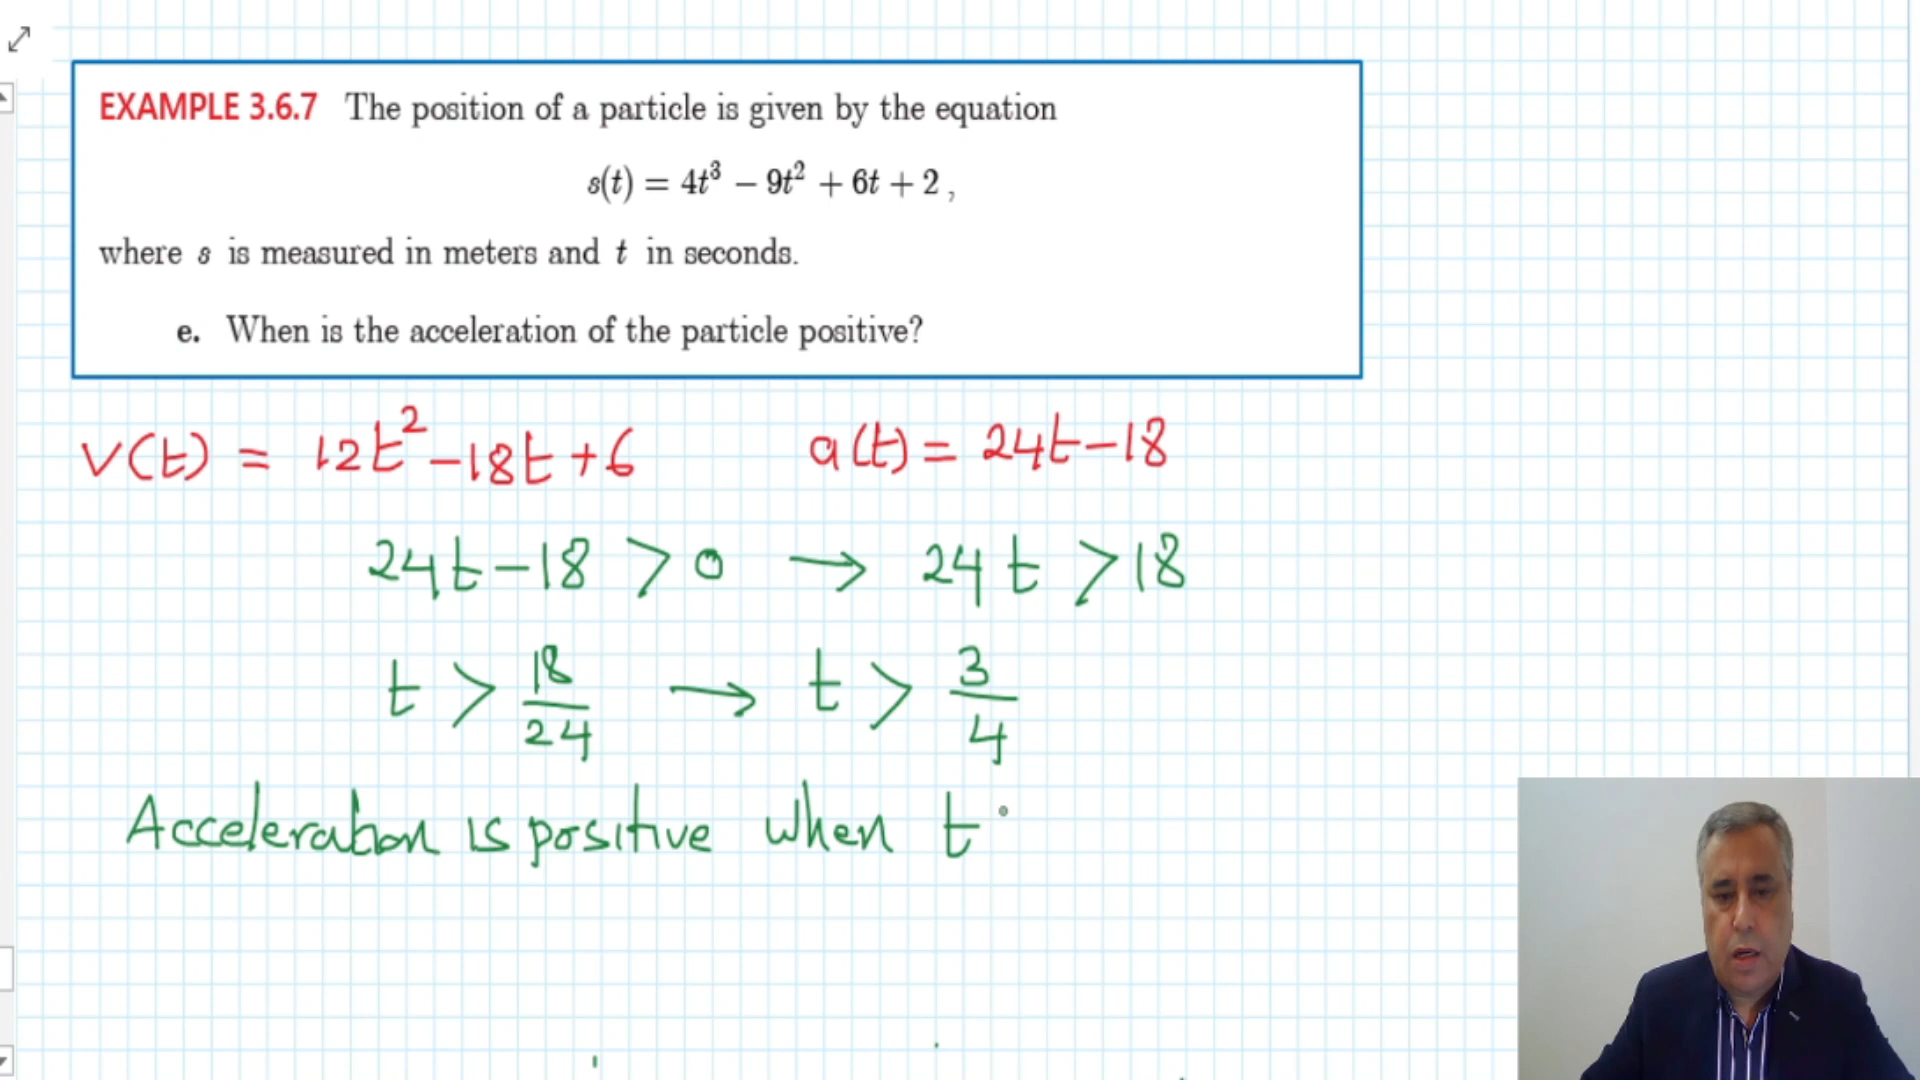 EXAMPLE 3.6.7 The position of a particle is given by the equation
s(t) = 4t³ − 9t² + 6t + 2 ,
where s is measured in meters and t in seconds.
e. When is the acceleration of the particle positive?
v(t) = 12t² − 18t + 6 a(t) = 24t − 18
24t − 18 > 0 → 24t > 18
t > 18/24 → t > 3/4
Acceleration is positive when t